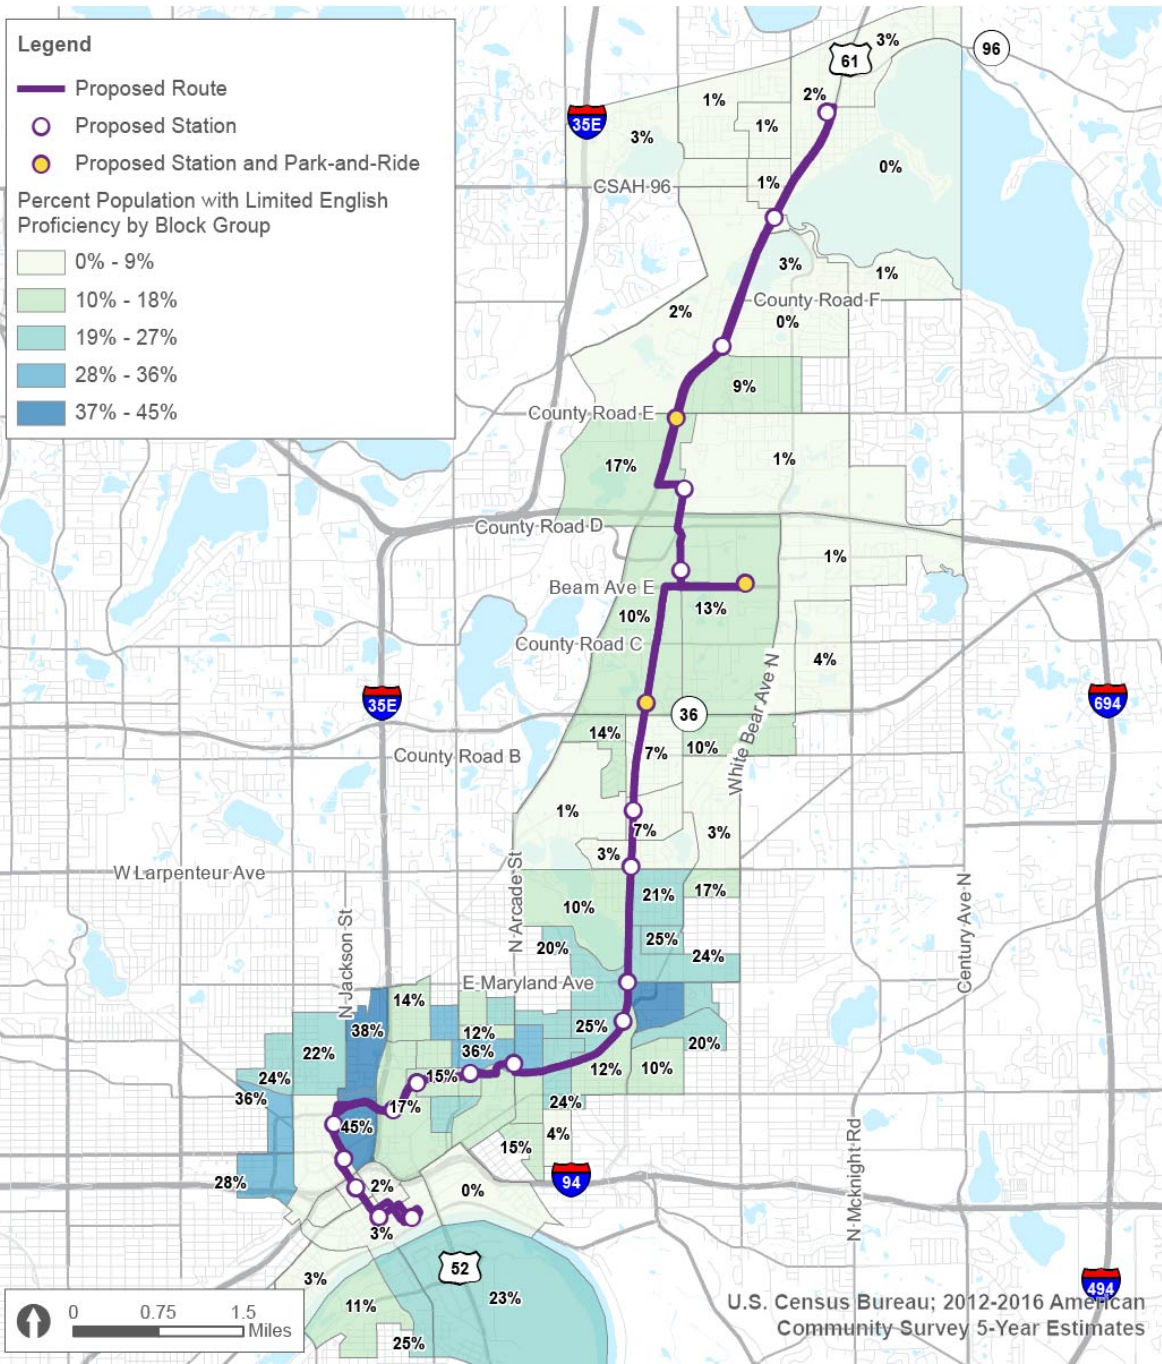 Legend
Proposed Route
Proposed Station
Proposed Station and Park-and-Ride
Percent Population with Limited English
Proficiency by Block Group
0% - 9%
10% - 18%
19% - 27%
28% - 36%
37% - 45%
3%
61
96
2%
1%
35E
1%
3%
0%
CSAH 96
1%
3%
1%
County Road F
2%
0%
9%
County Road E
17%
1%
County Road D
1%
Beam Ave E
13%
10%
County Road C
4%
White Bear Ave N
35E
694
36
14%
7%
10%
County Road B
1%
7%
3%
3%
W Larpenteur Ave
N Arcade St
21%
17%
10%
N Jackson St
25%
20%
24%
Century Ave N
E Maryland Ave
14%
38%
12%
25%
36%
20%
22%
12%
10%
15%
24%
36%
17%
24%
45%
4%
15%
N Mcknight Rd
28%
94
2%
0%
3%
52
3%
23%
11%
25%
494
0 0.75 1.5
Miles
U.S. Census Bureau; 2012-2016 American
Community Survey 5-Year Estimates